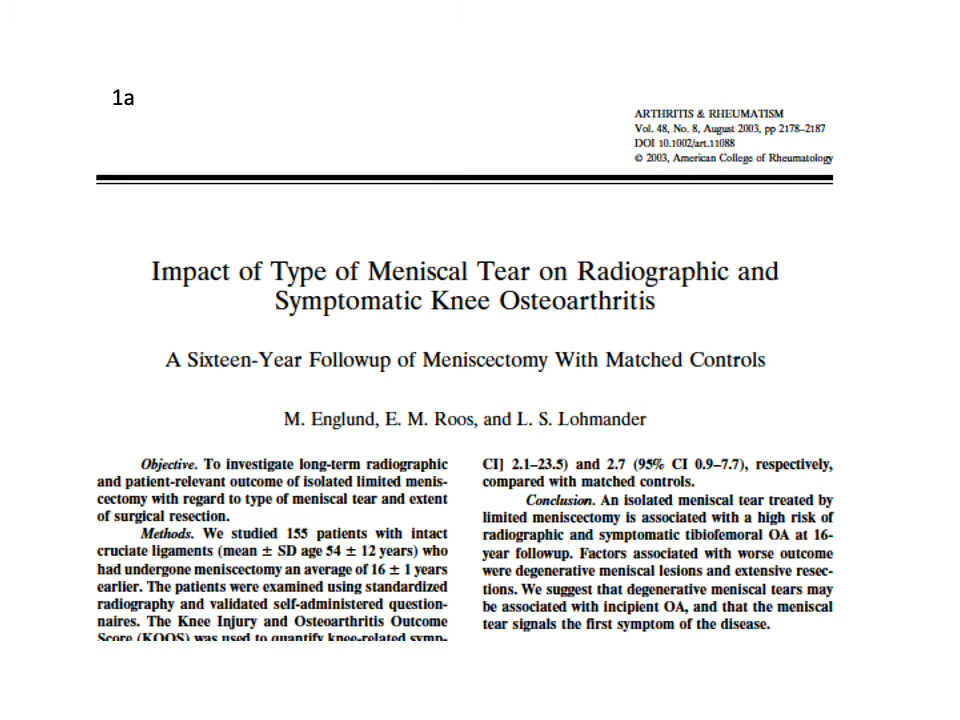 1a
ARTHRITIS & RHEUMATISM
Vol. 48, No. 8, August 2003, pp 2178–2187
DOI 10.1002/art.11088
© 2003, American College of Rheumatology
Impact of Type of Meniscal Tear on Radiographic and
Symptomatic Knee Osteoarthritis
A Sixteen-Year Followup of Meniscectomy With Matched Controls
M. Englund, E. M. Roos, and L. S. Lohmander
Objective. To investigate long-term radiographic
and patient-relevant outcome of isolated limited menis-
cectomy with regard to type of meniscal tear and extent
of surgical resection.
Methods. We studied 155 patients with intact
cruciate ligaments (mean ± SD age 54 ± 12 years) who
had undergone meniscectomy an average of 16 ± 1 years
earlier. The patients were examined using standardized
radiography and validated self-administered question-
naires. The Knee Injury and Osteoarthritis Outcome
Score (KOOS) was used to quantify knee-related symp-
CI] 2.1–23.5) and 2.7 (95% CI 0.9–7.7), respectively,
compared with matched controls.
Conclusion. An isolated meniscal tear treated by
limited meniscectomy is associated with a high risk of
radiographic and symptomatic tibiofemoral OA at 16-
year followup. Factors associated with worse outcome
were degenerative meniscal lesions and extensive resec-
tions. We suggest that degenerative meniscal tears may
be associated with incipient OA, and that the meniscal
tear signals the first symptom of the disease.